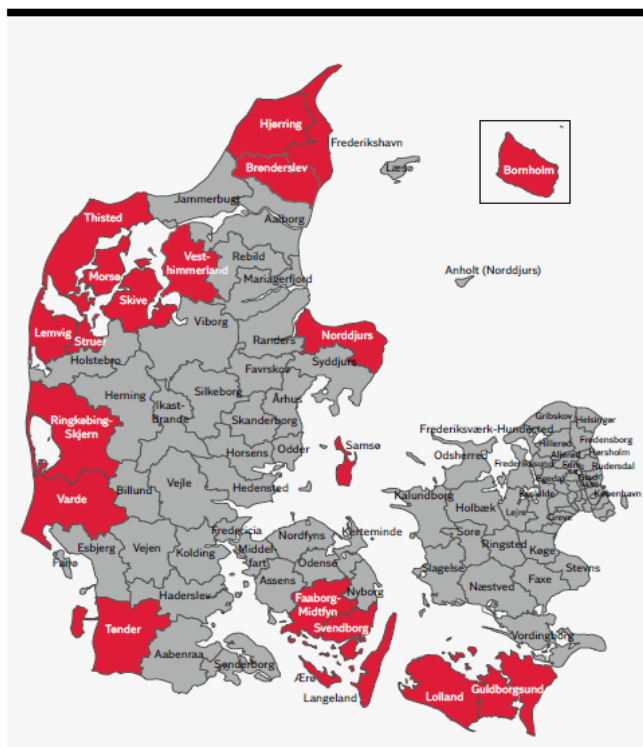 Hjørring
Frederikshavn
Brønderslev
Læsø
Bornholm
Jammerbugt
Thisted
Aalborg
Vest-
himmerland
Rebild
Morsø
Mariagerfjord
Anholt (Norddjurs)
Skive
Lemvig
Struer
Viborg
Norddjurs
Randers
Holstebro
Syddjurs
Favrskov
Herning
Silkeborg
Århus
Ikast-
Brande
Ringkøbing-
Skjern
Skanderborg
Samsø
Odder
Horsens
Gribskov
Helsingør
Frederiksværk-Hundested
Hillerød
Fredensborg
Odsherred
Allerød
Hørsholm
Frederikssund
Rudersdal
Egedal
Varde
Billund
Vejle
Hedensted
Kalundborg
Roskilde
København
Holbæk
Lejre
Greve
Fredericia
Kerteminde
Nordfyns
Sorø
Ringsted
Køge
Esbjerg
Vejen
Kolding
Middel-
fart
Odense
Fanø
Assens
Nyborg
Slagelse
Stevns
Næstved
Faxe
Haderslev
Faaborg-
Midtfyn
Svendborg
Tønder
Vordingborg
Aabenraa
Sønderborg
Ærø
Langeland
Lolland
Guldborgsund